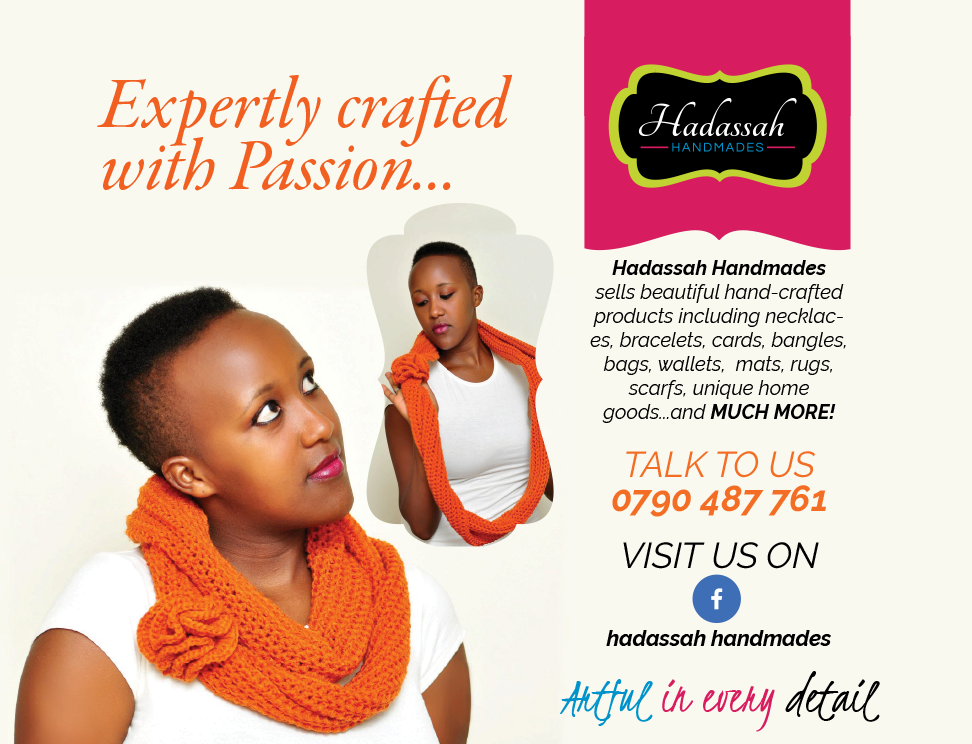 Expertly crafted
with Passion...
Hadassah
HANDMADES
Hadassah Handmades
sells beautiful hand-crafted
products including necklac-
es, bracelets, cards, bangles,
bags, wallets,  mats, rugs,
scarfs, unique home
goods...and MUCH MORE!
TALK TO US
0790 487 761
VISIT US ON
f
hadassah handmades
Artful in every detail